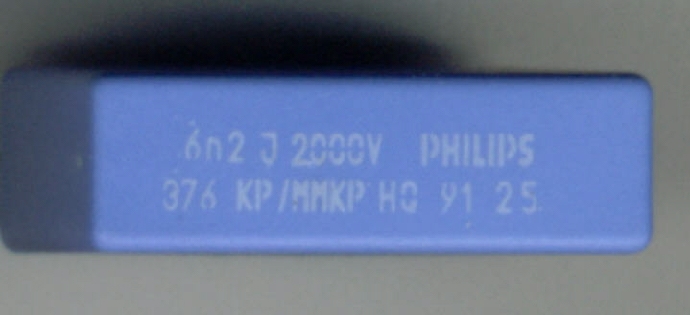 6n2 J 2000V PHILIPS
376 KP/MMKP HQ 91 25